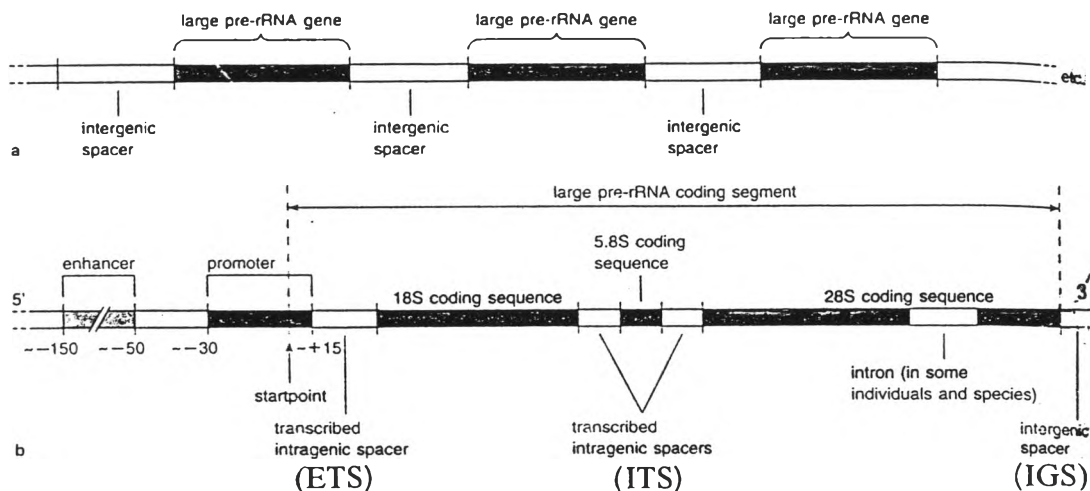 large pre-rRNA gene large pre-rRNA gene large pre-rRNA gene
etc.
intergenic spacer
intergenic spacer
intergenic spacer
a
large pre-rRNA coding segment
5.8S coding
sequence
enhancer promoter
5' 18S coding sequence 28S coding sequence 3'
~−150 ~−50 ~−30 ~+15
startpoint
transcribed
intragenic spacer
transcribed
intragenic spacers
intron (in some
individuals and species)
intergenic
spacer
b
(ETS) (ITS) (IGS)